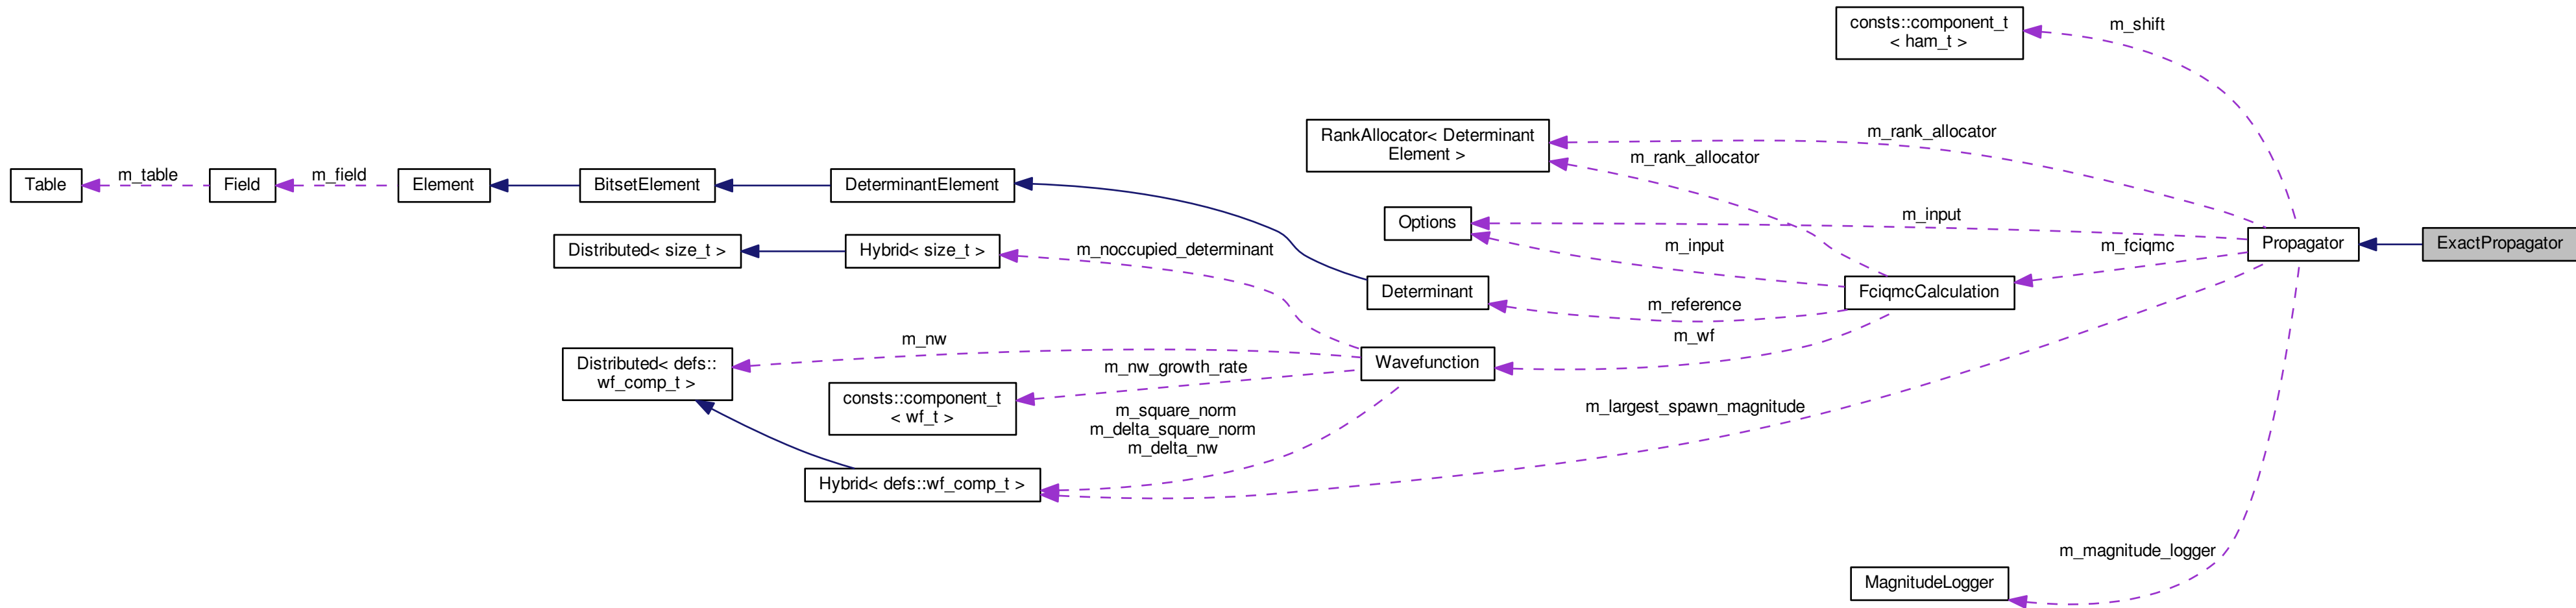 consts::component_t
< ham_t >
m_shift
RankAllocator< Determinant
Element >
m_rank_allocator
m_rank_allocator
Table
m_table
Field
m_field
Element
BitsetElement
DeterminantElement
Options
m_input
m_input
m_fciqmc
Propagator
ExactPropagator
Distributed< size_t >
Hybrid< size_t >
m_noccupied_determinant
Determinant
m_reference
FciqmcCalculation
m_wf
Distributed< defs::
wf_comp_t >
m_nw
Wavefunction
consts::component_t
< wf_t >
m_nw_growth_rate
m_square_norm
m_delta_square_norm
m_delta_nw
m_largest_spawn_magnitude
Hybrid< defs::wf_comp_t >
m_magnitude_logger
MagnitudeLogger